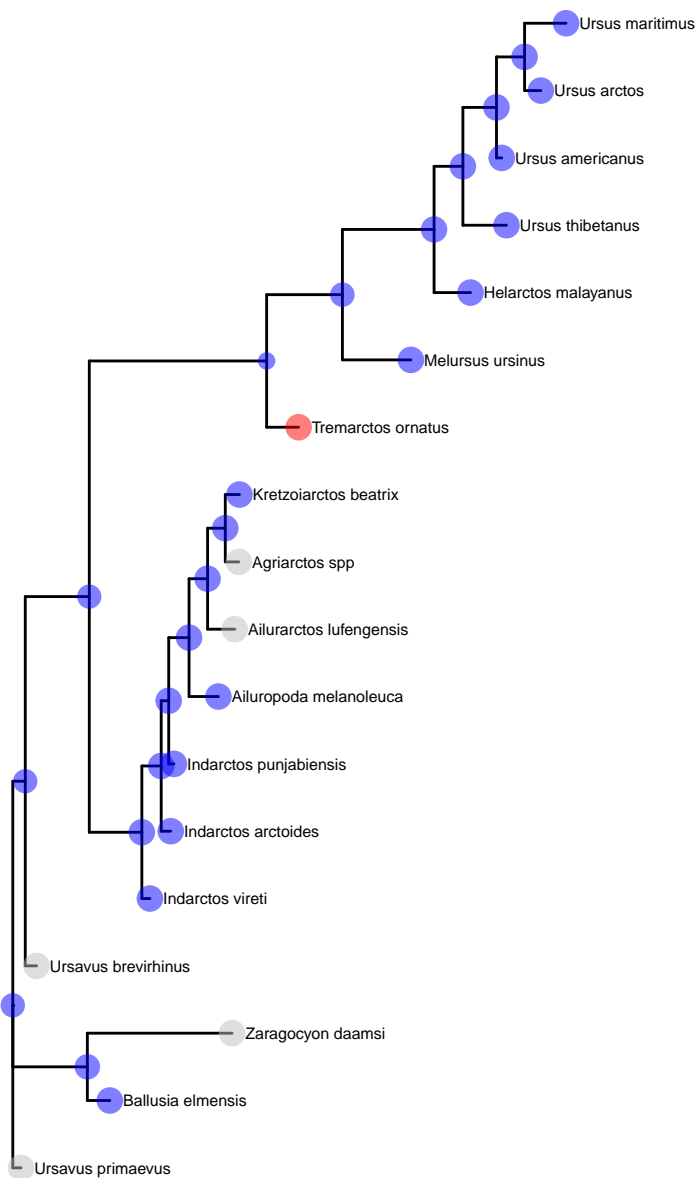 Ursus maritimus
Ursus arctos
Ursus americanus
Ursus thibetanus
Helarctos malayanus
Melursus ursinus
Tremarctos ornatus
Kretzoiarctos beatrix
Agriarctos spp
Ailurarctos lufengensis
Ailuropoda melanoleuca
Indarctos punjabiensis
Indarctos arctoides
Indarctos vireti
Ursavus brevirhinus
Zaragocyon daamsi
Ballusia elmensis
Ursavus primaevus